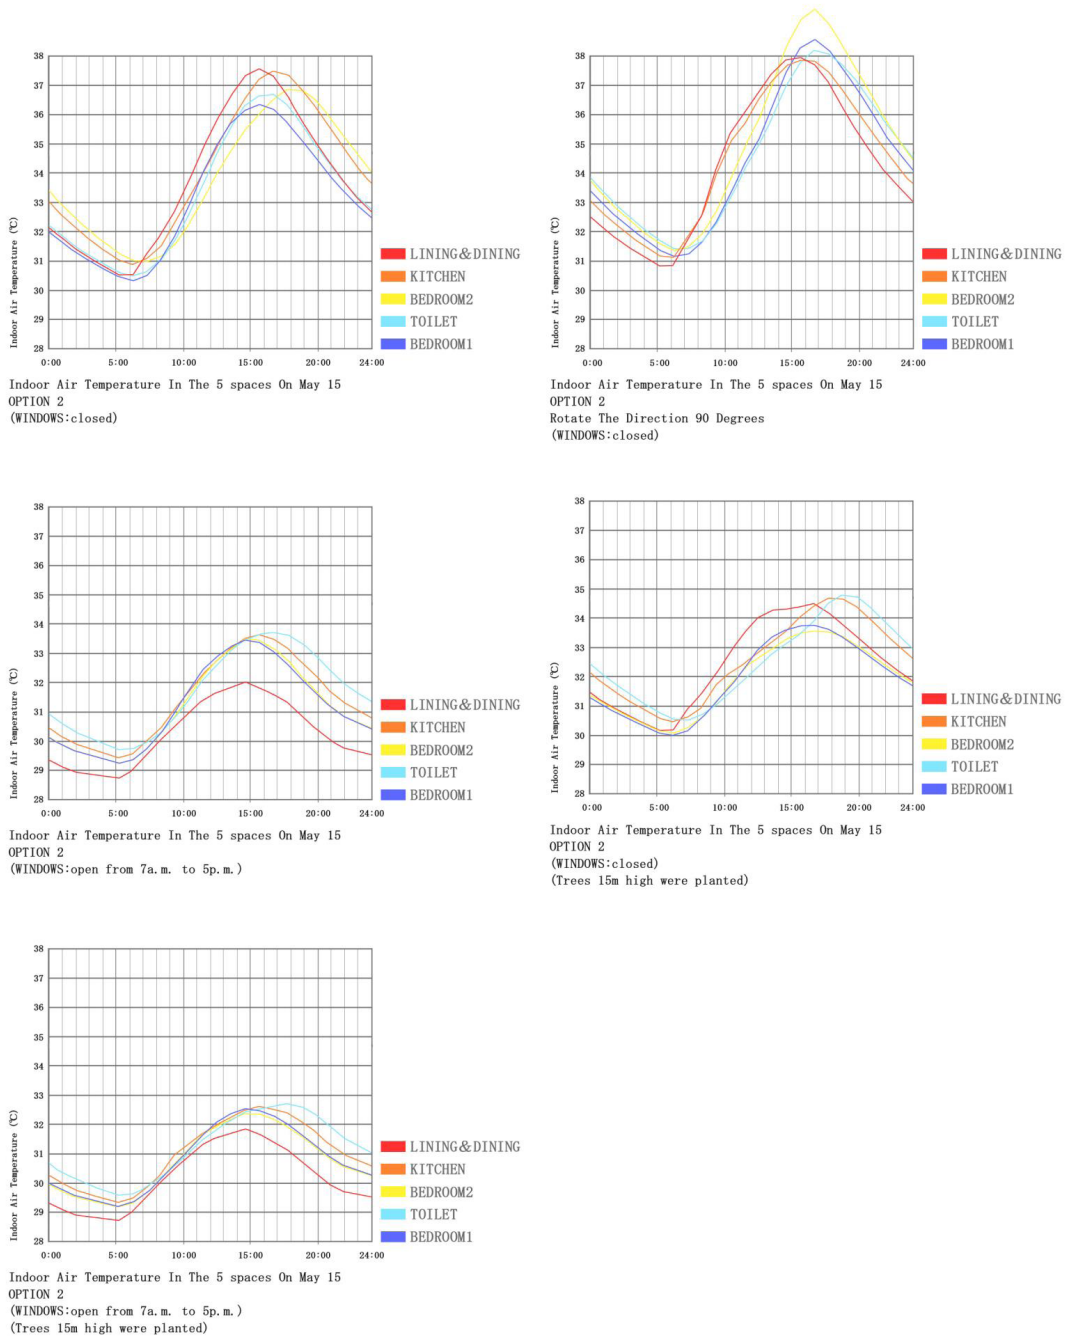 38
37
36
35
34
33
32
31
30
29
28
Indoor Air Temperature (℃)
0:00 5:00 10:00 15:00 20:00 24:00
LINING&DINING
KITCHEN
BEDROOM2
TOILET
BEDROOM1
Indoor Air Temperature In The 5 spaces On May 15
OPTION 2
(WINDOWS:closed)
38
37
36
35
34
33
32
31
30
29
28
Indoor Air Temperature (℃)
0:00 5:00 10:00 15:00 20:00 24:00
LINING&DINING
KITCHEN
BEDROOM2
TOILET
BEDROOM1
Indoor Air Temperature In The 5 spaces On May 15
OPTION 2
Rotate The Direction 90 Degrees
(WINDOWS:closed)
38
37
36
35
34
33
32
31
30
29
28
Indoor Air Temperature (℃)
0:00 5:00 10:00 15:00 20:00 24:00
LINING&DINING
KITCHEN
BEDROOM2
TOILET
BEDROOM1
Indoor Air Temperature In The 5 spaces On May 15
OPTION 2
(WINDOWS:open from 7a.m. to 5p.m.)
38
37
36
35
34
33
32
31
30
29
28
Indoor Air Temperature (℃)
0:00 5:00 10:00 15:00 20:00 24:00
LINING&DINING
KITCHEN
BEDROOM2
TOILET
BEDROOM1
Indoor Air Temperature In The 5 spaces On May 15
OPTION 2
(WINDOWS:closed)
(Trees 15m high were planted)
38
37
36
35
34
33
32
31
30
29
28
Indoor Air Temperature (℃)
0:00 5:00 10:00 15:00 20:00 24:00
LINING&DINING
KITCHEN
BEDROOM2
TOILET
BEDROOM1
Indoor Air Temperature In The 5 spaces On May 15
OPTION 2
(WINDOWS:open from 7a.m. to 5p.m.)
(Trees 15m high were planted)